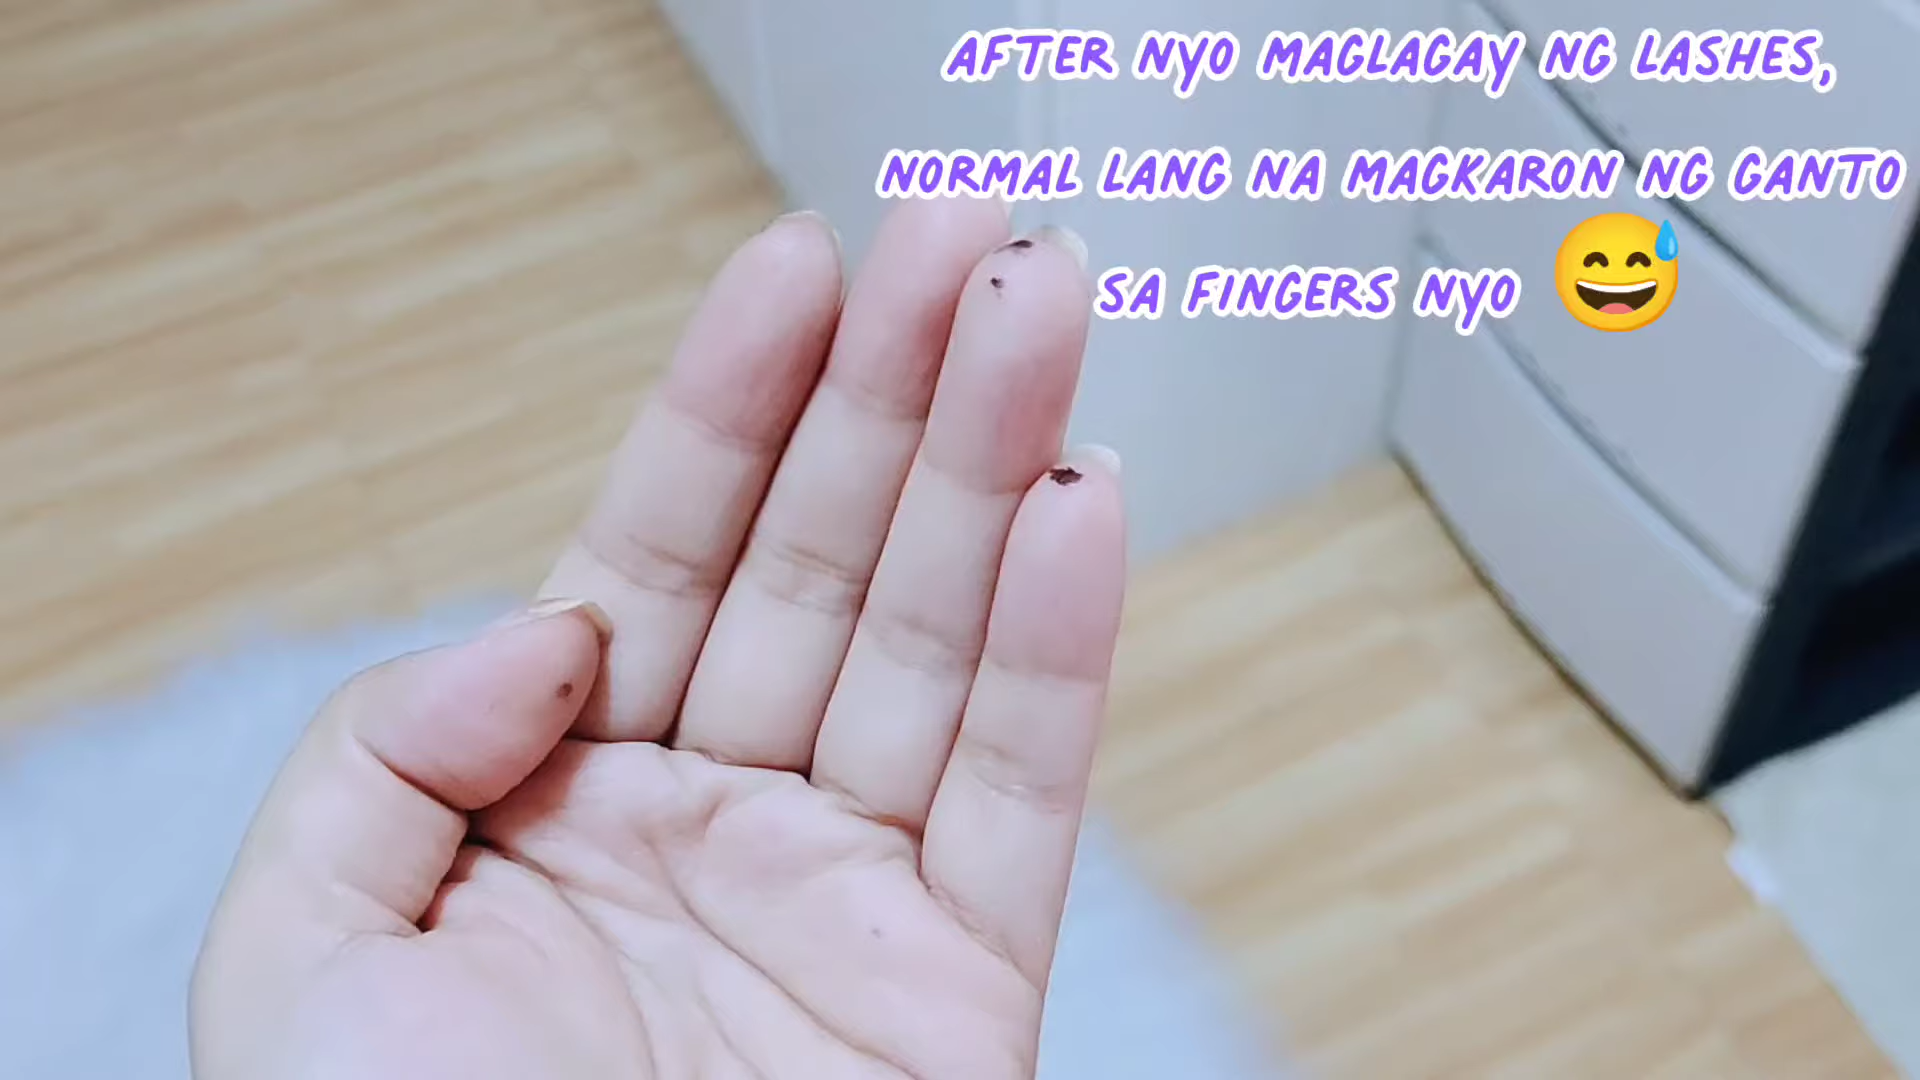 AFTER NYO MAGLAGAY NG LASHES,
NORMAL LANG NA MAGKARON NG GANTO
SA FINGERS NYO 😅